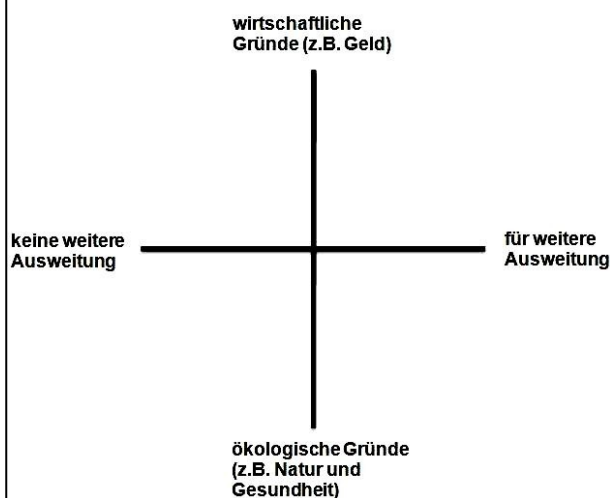 wirtschaftliche
Gründe (z.B. Geld)
keine weitere
Ausweitung
für weitere
Ausweitung
ökologische Gründe
(z.B. Natur und
Gesundheit)